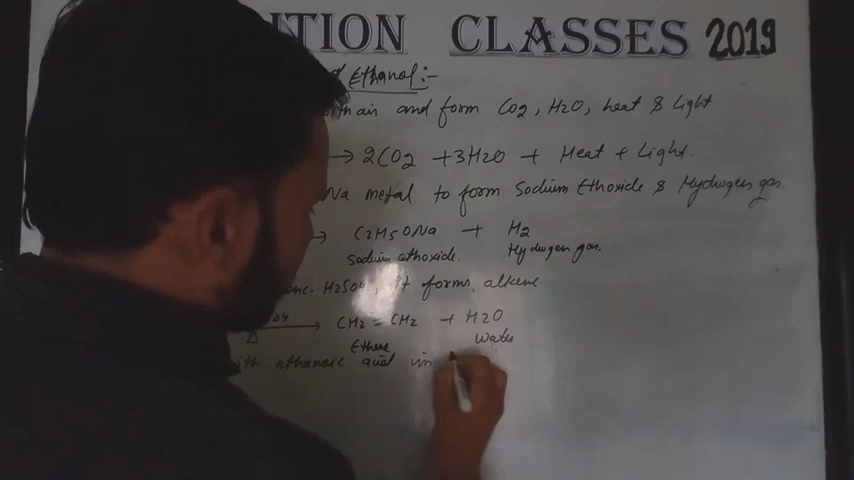 ITION CLASSES 2019
Ethanol:-
air and form CO2, H2O, heat & light.
→ 2CO2 + 3H2O + Heat & Light.
Na metal to form Sodium Ethoxide & Hydrogen gas.
→ C2H5ONa + H2
Sodium ethoxide. Hydrogen gas.
conc. H2SO4, it forms alkene.
→ CH2 = CH2 + H2O
Δ Ethene Water
ith ethanoic acid in